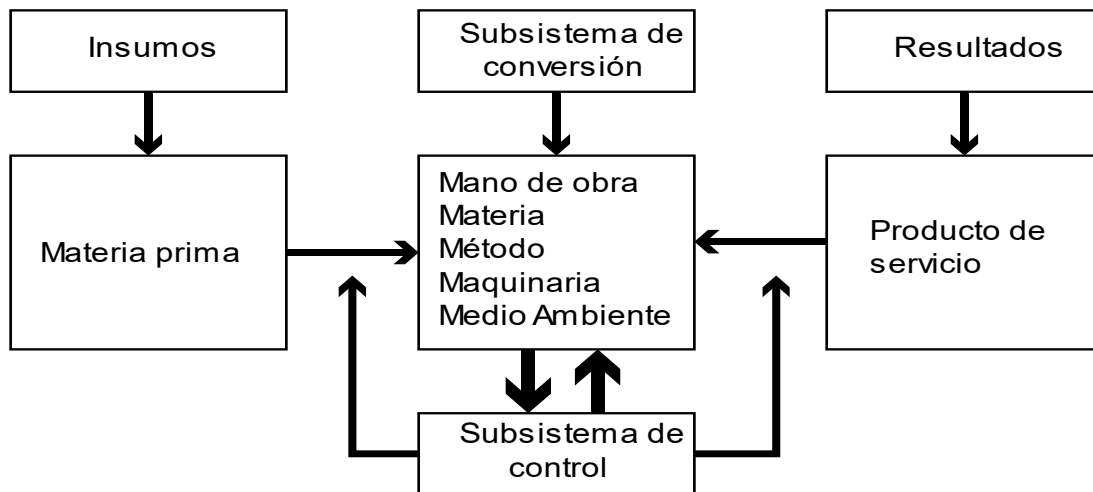 Insumos
Subsistema de
conversión
Resultados
Materia prima
Mano de obra
Materia
Método
Maquinaria
Medio Ambiente
Producto de
servicio
Subsistema de
control